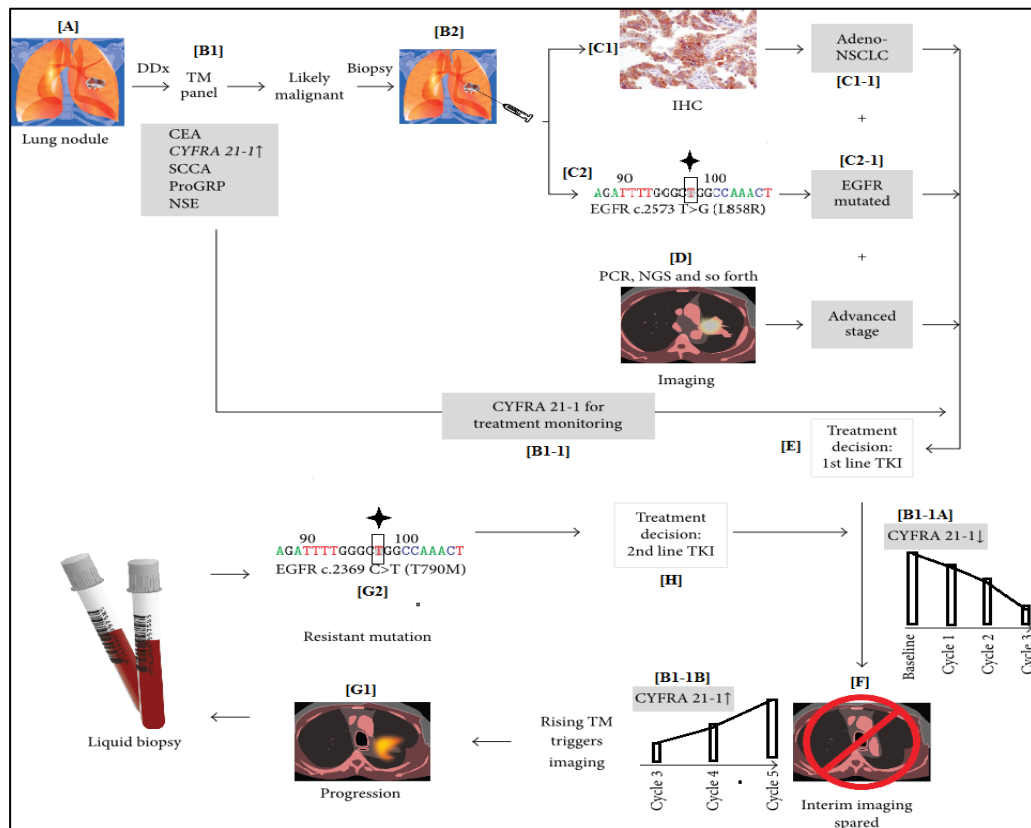 [A]
Lung nodule
DDx
[B1]
TM
panel
CEA
CYFRA 21-1↑
SCCA
ProGRP
NSE
Likely
malignant
Biopsy
[B2]
[C1]
IHC
Adeno-
NSCLC
[C1-1]
+
[C2]
90 100
AGATTTTGGGCTGGCCAAACT
EGFR c.2573 T>G (L858R)
[C2-1]
EGFR
mutated
+
[D]
PCR, NGS and so forth
Imaging
Advanced
stage
CYFRA 21-1 for
treatment monitoring
[B1-1]
[E]
Treatment
decision:
1st line TKI
[B1-1A]
CYFRA 21-1↓
Baseline
Cycle 1
Cycle 2
Cycle 3
[F]
Interim imaging
spared
[B1-1B]
CYFRA 21-1↑
Cycle 3
Cycle 4
Cycle 5
Rising TM
triggers
imaging
[G1]
Progression
Liquid biopsy
90 100
AGATTTTGGGCTGGCCAAACT
EGFR c.2369 C>T (T790M)
[G2]
Resistant mutation
Treatment
decision:
2nd line TKI
[H]